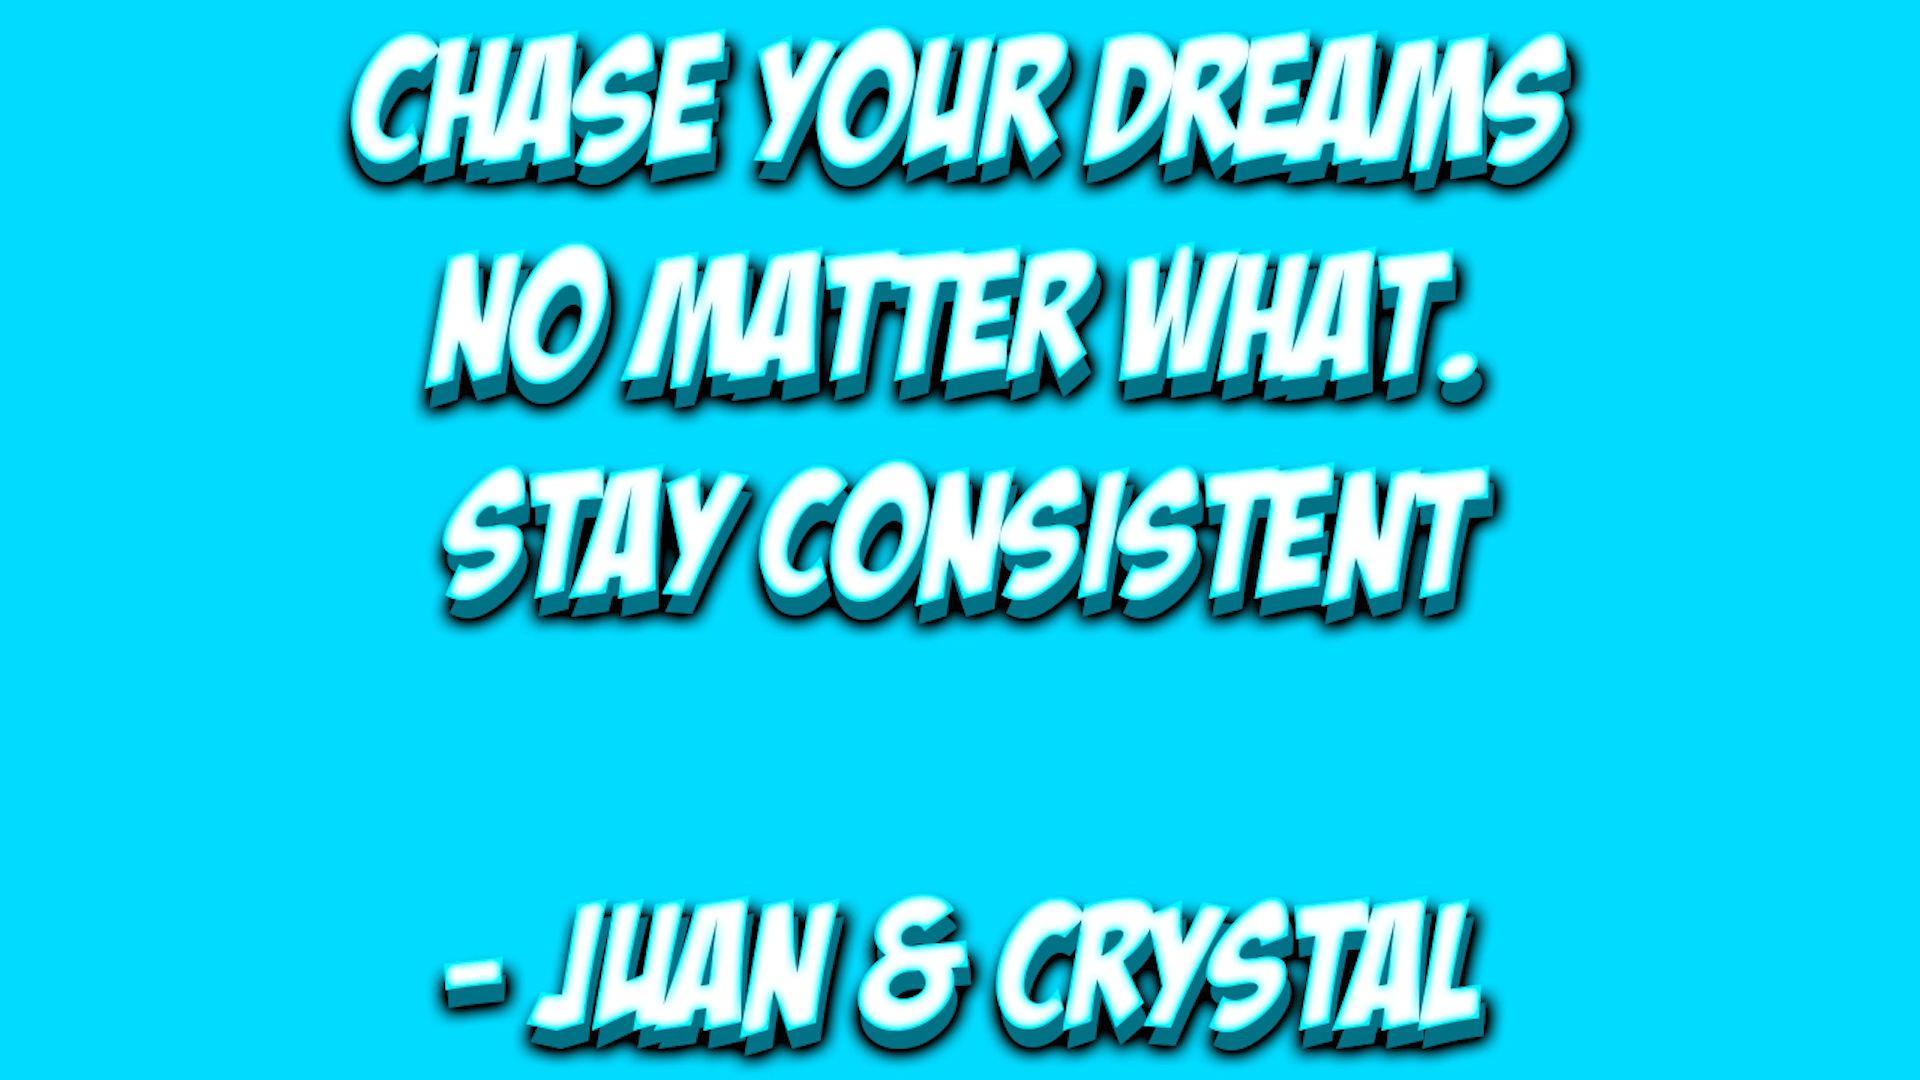 CHASE YOUR DREAMS
NO MATTER WHAT.
STAY CONSISTENT
- JUAN & CRYSTAL